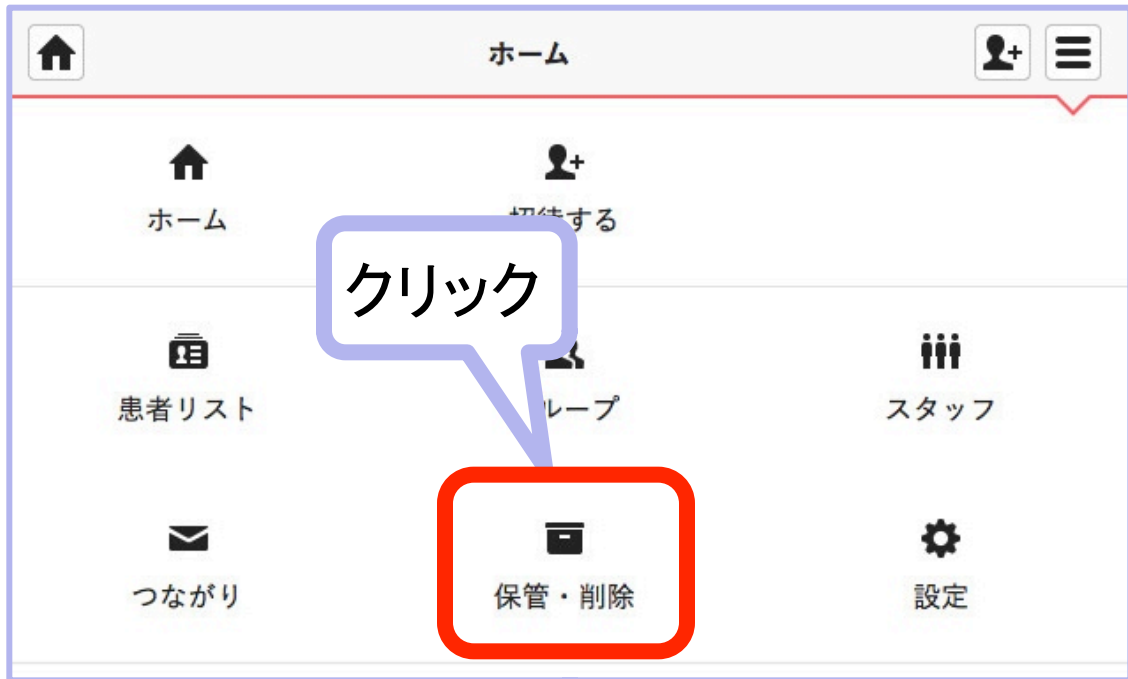 ホーム
ホーム
招待する
クリック
患者リスト
ループ
スタッフ
つながり
保管・削除
設定